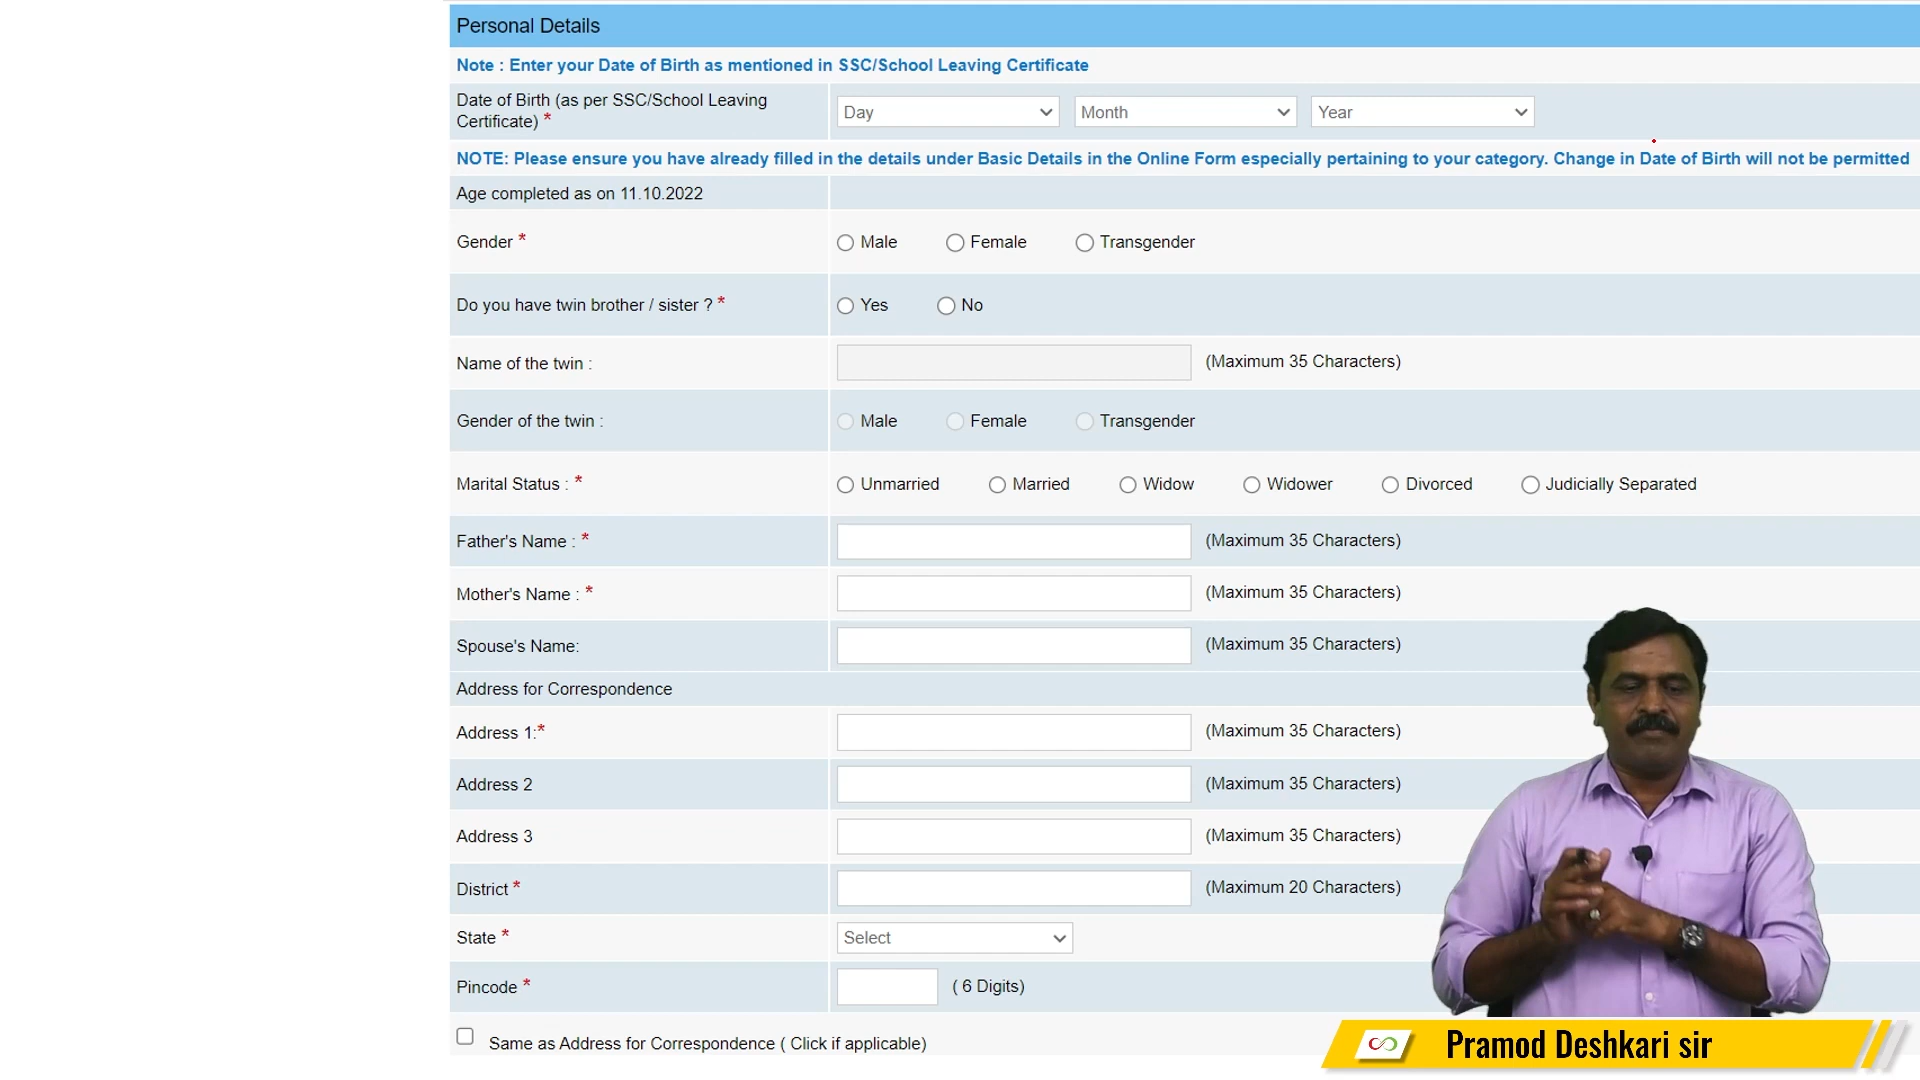 Personal Details
Note : Enter your Date of Birth as mentioned in SSC/School Leaving Certificate
Date of Birth (as per SSC/School Leaving
Certificate) * Day Month Year
NOTE: Please ensure you have already filled in the details under Basic Details in the Online Form especially pertaining to your category. Change in Date of Birth will not be permitted
Age completed as on 11.10.2022
Gender * Male Female Transgender
Do you have twin brother / sister ? * Yes No
Name of the twin : (Maximum 35 Characters)
Gender of the twin : Male Female Transgender
Marital Status : * Unmarried Married Widow Widower Divorced Judicially Separated
Father's Name : * (Maximum 35 Characters)
Mother's Name : * (Maximum 35 Characters)
Spouse's Name: (Maximum 35 Characters)
Address for Correspondence
Address 1:* (Maximum 35 Characters)
Address 2 (Maximum 35 Characters)
Address 3 (Maximum 35 Characters)
District * (Maximum 20 Characters)
State * Select
Pincode * ( 6 Digits)
Same as Address for Correspondence ( Click if applicable)
Pramod Deshkari sir